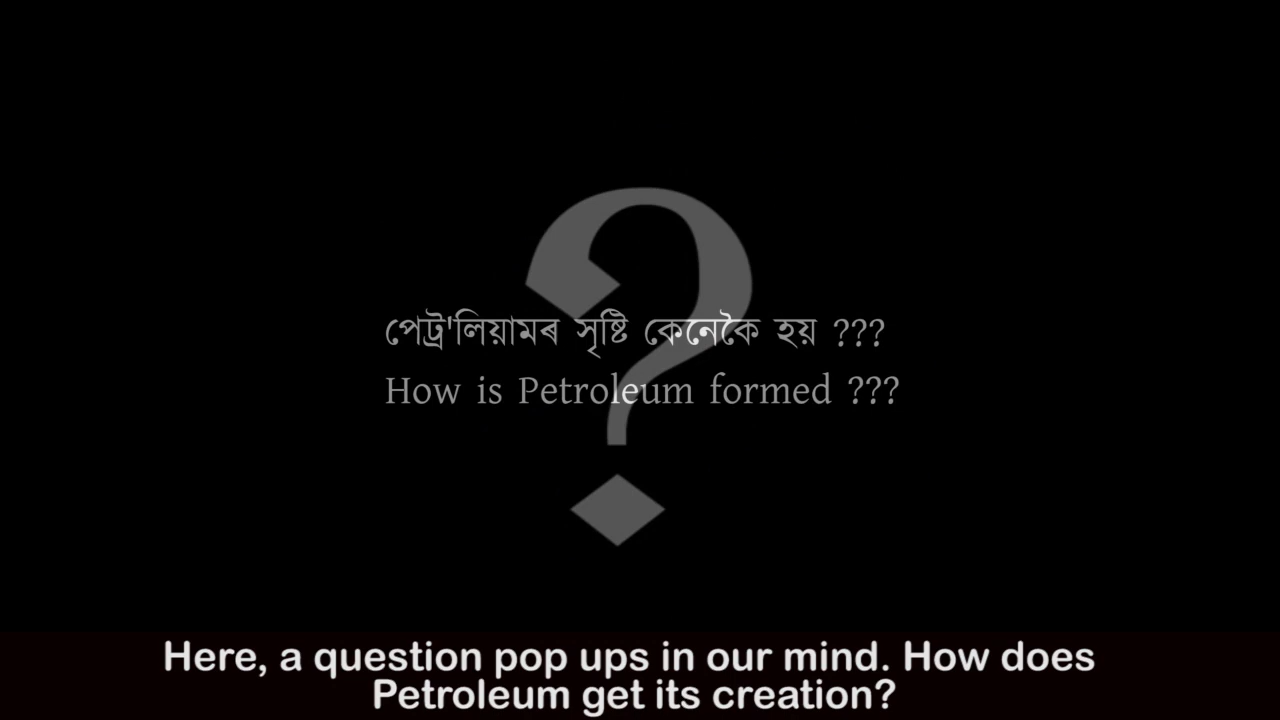 পেট্ৰ'লিয়ামৰ সৃষ্টি কেনেকৈ হয় ???
How is Petroleum formed ???
Here, a question pop ups in our mind. How does
Petroleum get its creation?